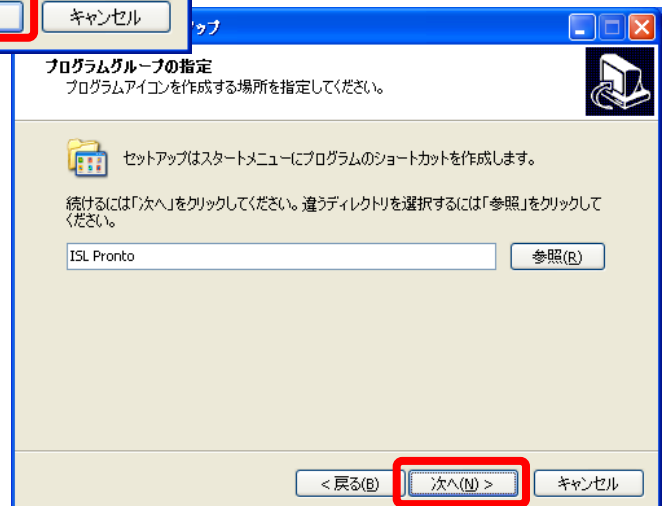 キャンセル
アップ
プログラムグループの指定
プログラムアイコンを作成する場所を指定してください。
セットアップはスタートメニューにプログラムのショートカットを作成します。
続けるには「次へ」をクリックしてください。違うディレクトリを選択するには「参照」をクリックして
ください。
ISL Pronto
参照(R)
< 戻る(B)
次へ(N) >
キャンセル